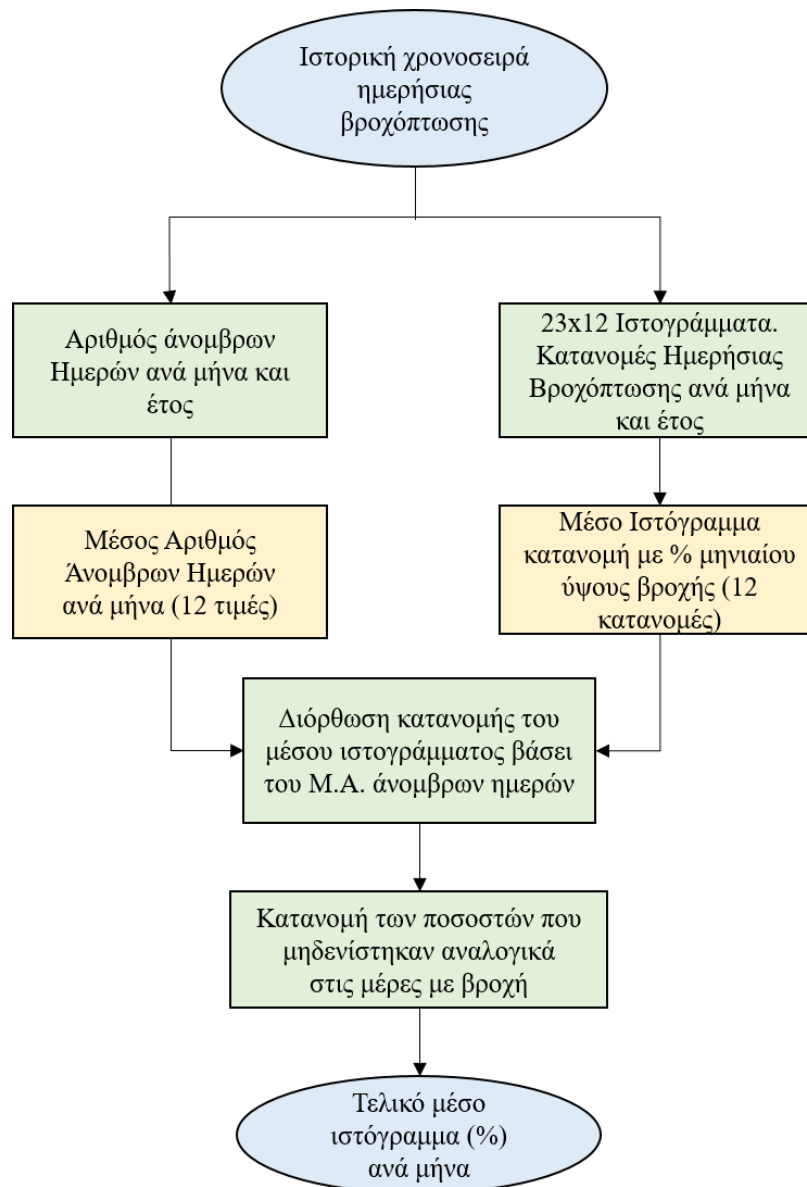 Ιστορική χρονοσειρά
ημερήσιας
βροχόπτωσης
Αριθμός άνομβρων
Ημερών ανά μήνα και
έτος
23x12 Ιστογράμματα.
Κατανομές Ημερήσιας
Βροχόπτωσης ανά μήνα
και έτος
Μέσος Αριθμός
Άνομβρων Ημερών
ανά μήνα (12 τιμές)
Μέσο Ιστόγραμμα
κατανομή με % μηνιαίου
ύψους βροχής (12
κατανομές)
Διόρθωση κατανομής του
μέσου ιστογράμματος βάσει
του Μ.Α. άνομβρων ημερών
Κατανομή των ποσοστών που
μηδενίστηκαν αναλογικά
στις μέρες με βροχή
Τελικό μέσο
ιστόγραμμα (%)
ανά μήνα